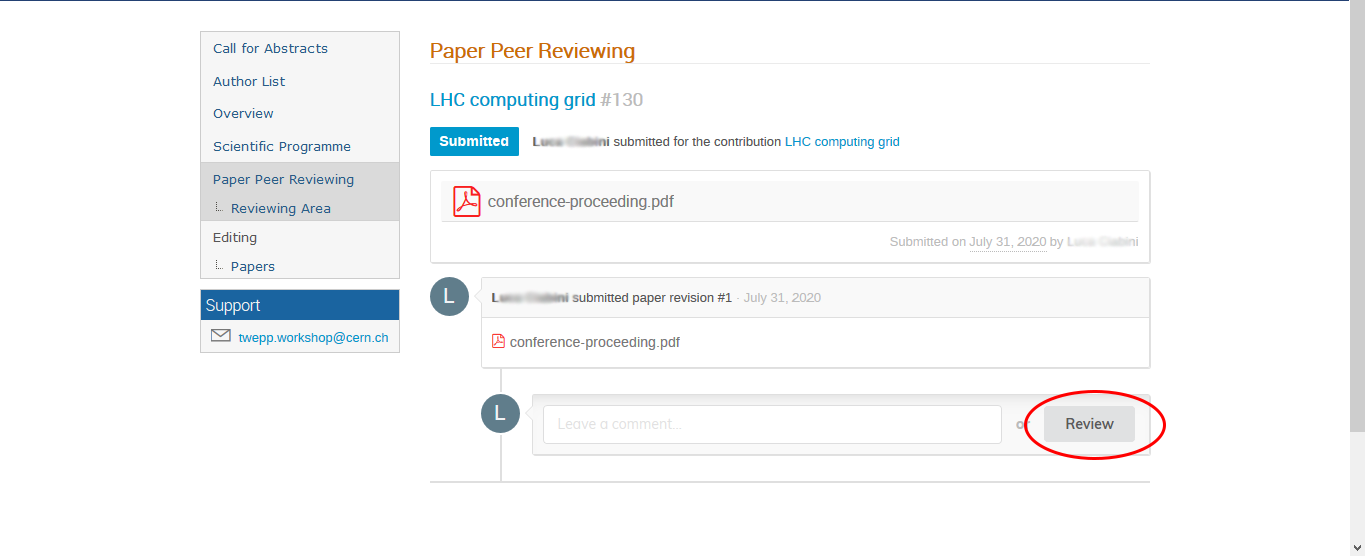 Call for Abstracts
Author List
Overview
Scientific Programme
Paper Peer Reviewing
Reviewing Area
Editing
Papers
Support
twepp.workshop@cern.ch
Paper Peer Reviewing
LHC computing grid #130
Submitted submitted for the contribution LHC computing grid
conference-proceeding.pdf
Submitted on July 31, 2020 by
L submitted paper revision #1 · July 31, 2020
conference-proceeding.pdf
L Leave a comment... or Review